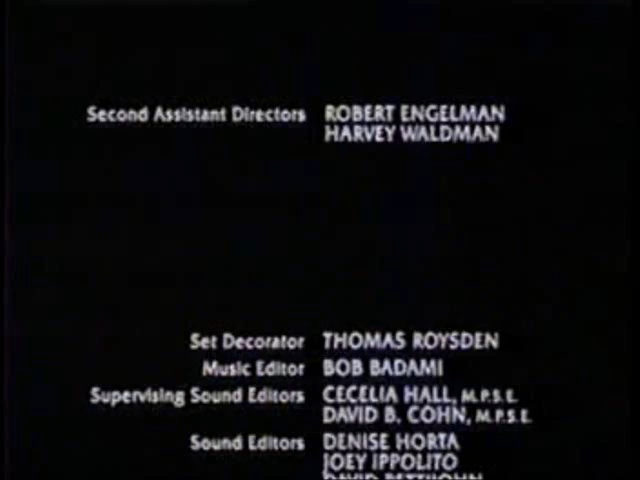 Second Assistant Directors ROBERT ENGELMAN
HARVEY WALDMAN
Set Decorator THOMAS ROYSDEN
Music Editor BOB BADAMI
Supervising Sound Editors CECELIA HALL, M.P.S.E.
DAVID B. COHN, M.P.S.E.
Sound Editors DENISE HORTA
JOEY IPPOLITO
DAVID